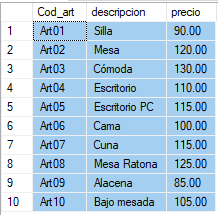 Cod_art descripcion precio
1 Art01 Silla 90.00
2 Art02 Mesa 120.00
3 Art03 Cómoda 130.00
4 Art04 Escritorio 110.00
5 Art05 Escritorio PC 115.00
6 Art06 Cama 100.00
7 Art07 Cuna 115.00
8 Art08 Mesa Ratona 125.00
9 Art09 Alacena 85.00
10 Art10 Bajo mesada 105.00